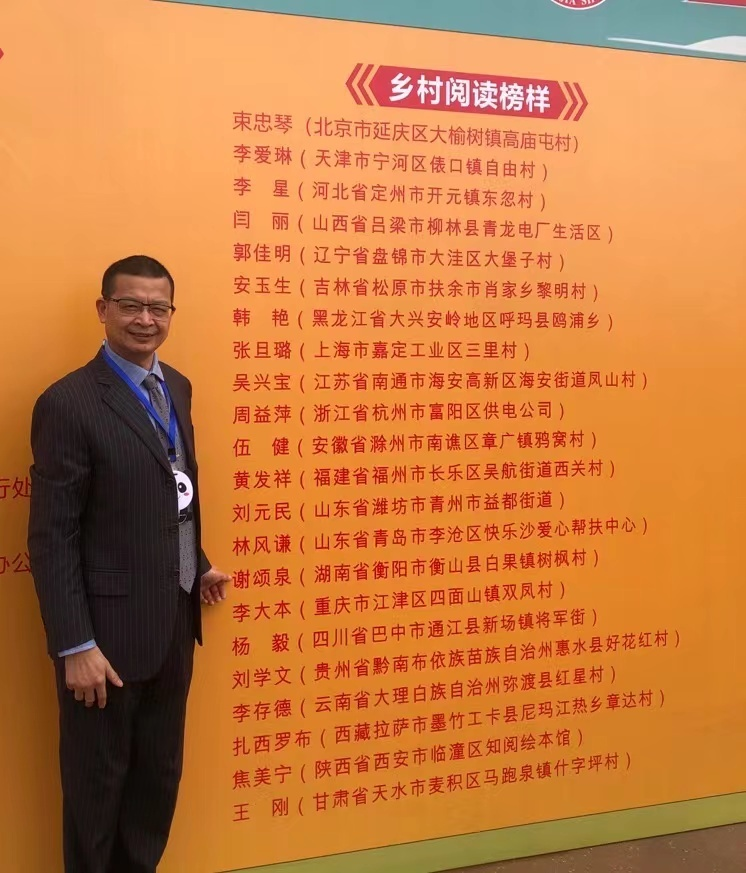 乡村阅读榜样
束忠琴（北京市延庆区大榆树镇高庙屯村）
李爱琳（天津市宁河区俵口镇自由村）
李 星（河北省定州市开元镇东忽村）
闫 丽（山西省吕梁市柳林县青龙电厂生活区）
郭佳明（辽宁省盘锦市大洼区大堡子村）
安玉生（吉林省松原市扶余市肖家乡黎明村）
韩 艳（黑龙江省大兴安岭地区呼玛县鸥浦乡）
张旦璐（上海市嘉定工业区三里村）
吴兴宝（江苏省南通市海安高新区海安街道凤山村）
周益萍（浙江省杭州市富阳区供电公司）
伍 健（安徽省滁州市南谯区章广镇鸦窝村）
黄发祥（福建省福州市长乐区吴航街道西关村）
刘元民（山东省潍坊市青州市益都街道）
林风谦（山东省青岛市李沧区快乐沙爱心帮扶中心）
行处
办公
谢颂泉（湖南省衡阳市衡山县白果镇树枫村）
李大本（重庆市江津区四面山镇双凤村）
杨 毅（四川省巴中市通江县新场镇将军街）
刘学文（贵州省黔南布依族苗族自治州惠水县好花红村）
李存德（云南省大理白族自治州弥渡县红星村）
扎西罗布（西藏拉萨市墨竹工卡县尼玛江热乡章达村）
焦美宁（陕西省西安市临潼区知阅绘本馆）
王 刚（甘肃省天水市麦积区马跑泉镇什字坪村）